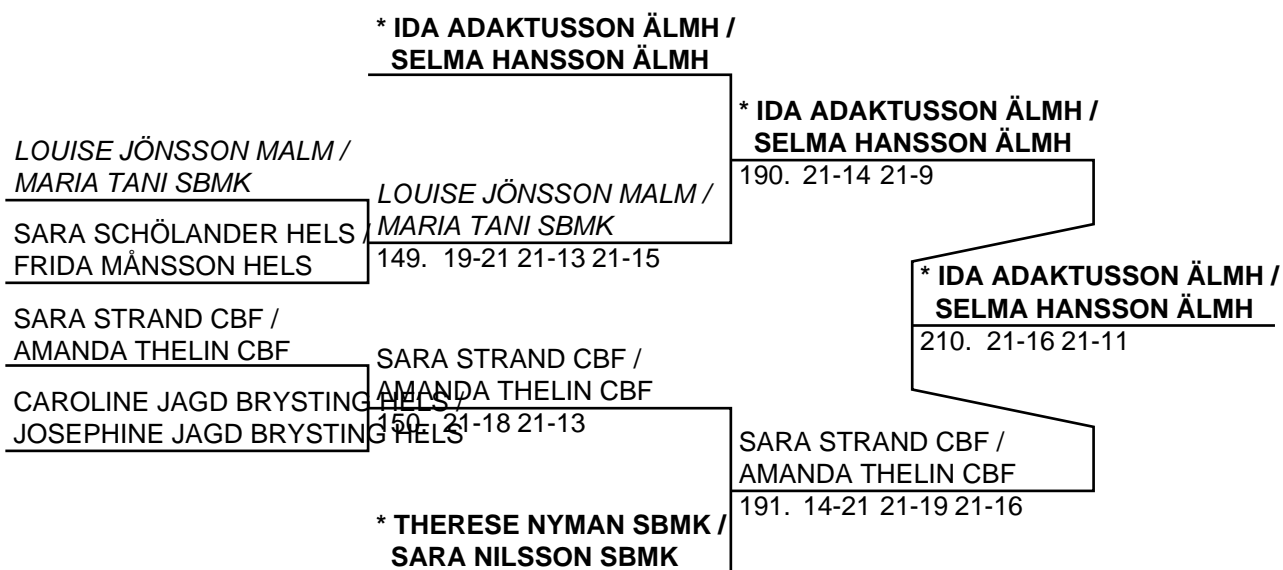 * IDA ADAKTUSSON ÄLMH /
SELMA HANSSON ÄLMH
* IDA ADAKTUSSON ÄLMH /
SELMA HANSSON ÄLMH
190. 21-14 21-9
LOUISE JÖNSSON MALM /
MARIA TANI SBMK
LOUISE JÖNSSON MALM /
MARIA TANI SBMK
149. 19-21 21-13 21-15
SARA SCHÖLANDER HELS /
FRIDA MÅNSSON HELS
* IDA ADAKTUSSON ÄLMH /
SELMA HANSSON ÄLMH
210. 21-16 21-11
SARA STRAND CBF /
AMANDA THELIN CBF
SARA STRAND CBF /
AMANDA THELIN CBF
150. 21-18 21-13
CAROLINE JAGD BRYSTING HELS /
JOSEPHINE JAGD BRYSTING HELS
SARA STRAND CBF /
AMANDA THELIN CBF
191. 14-21 21-19 21-16
* THERESE NYMAN SBMK /
SARA NILSSON SBMK